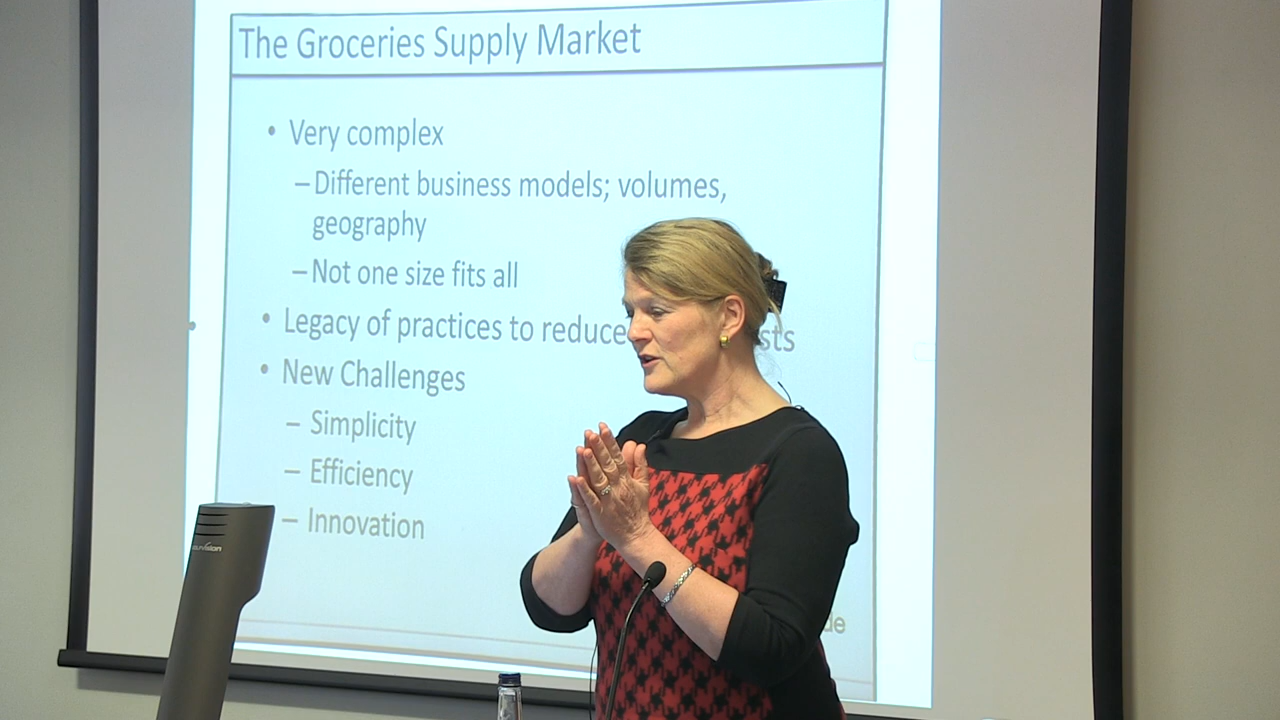 The Groceries Supply Market
• Very complex
– Different business models; volumes,
geography
– Not one size fits all
• Legacy of practices to reduce
• New Challenges
– Simplicity
– Efficiency
– Innovation